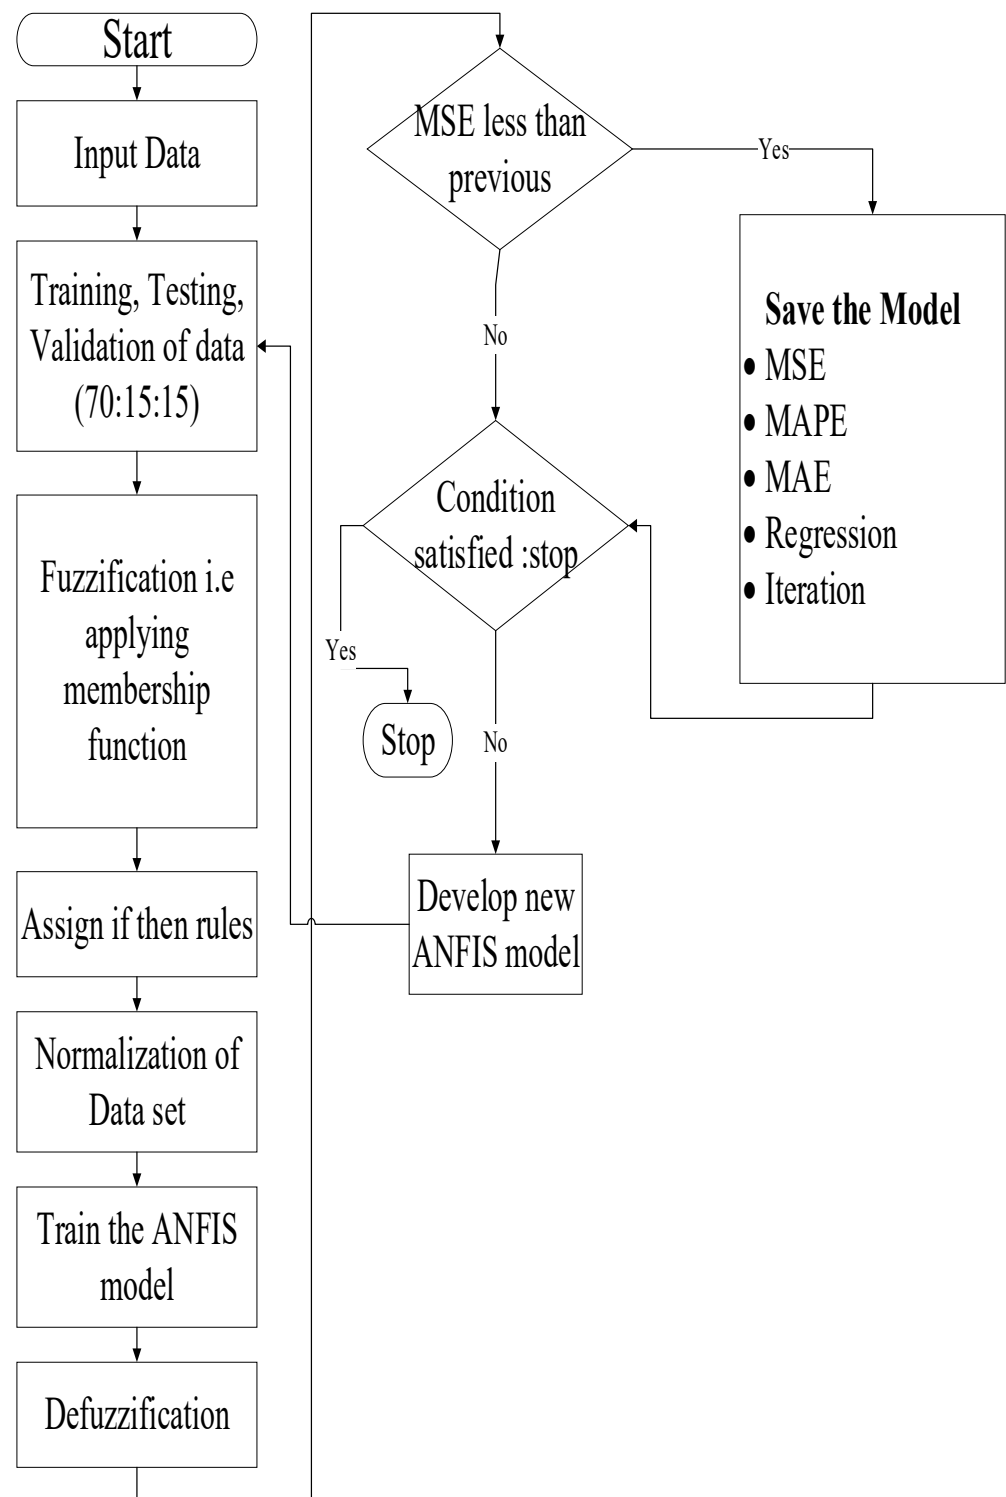 Start
Input Data
Training, Testing,
Validation of data
(70:15:15)
Fuzzification i.e
applying
membership
function
Assign if then rules
Normalization of
Data set
Train the ANFIS
model
Defuzzification
MSE less than
previous
Yes
No
Save the Model
• MSE
• MAPE
• MAE
• Regression
• Iteration
Condition
satisfied :stop
Yes
Stop
No
Develop new
ANFIS model